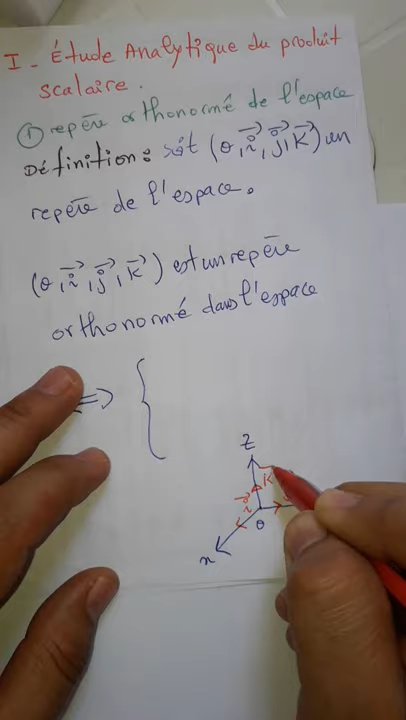 I - Étude Analytique du produit
scalaire.
① repère orthonormé de l'espace
Définition: soit (o, i, j, k) un
repère de l'espace.
(o, i, j, k) est un repère
orthonormé dans l'espace
<=> {
z
k
i
o
x